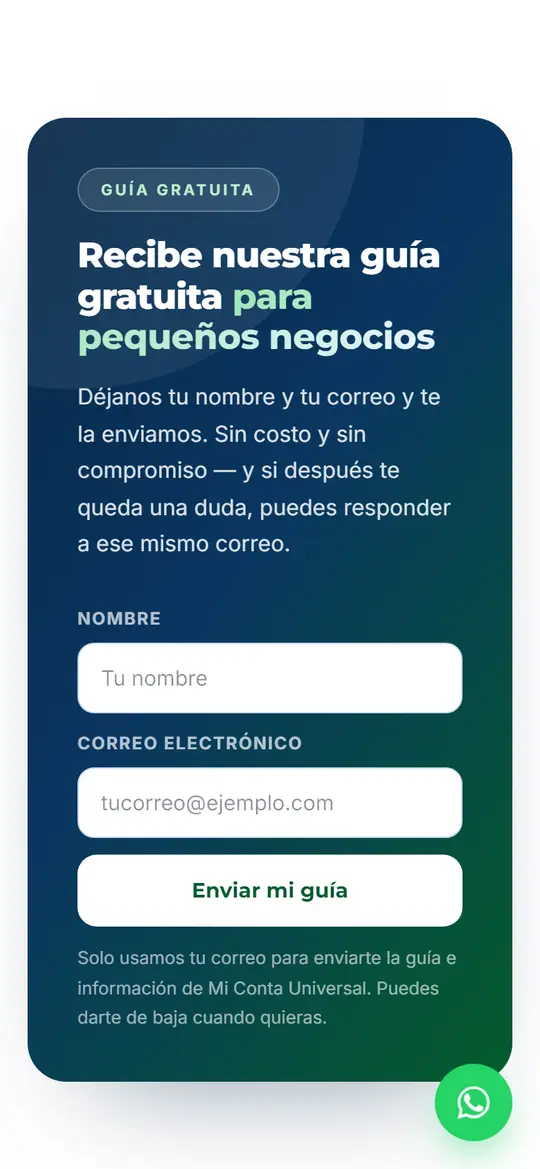 GUÍA GRATUITA
Recibe nuestra guía
gratuita para
pequeños negocios
Déjanos tu nombre y tu correo y te
la enviamos. Sin costo y sin
compromiso — y si después te
queda una duda, puedes responder
a ese mismo correo.
NOMBRE
Tu nombre
CORREO ELECTRÓNICO
tucorreo@ejemplo.com
Enviar mi guía
Solo usamos tu correo para enviarte la guía e
información de Mi Conta Universal. Puedes
darte de baja cuando quieras.